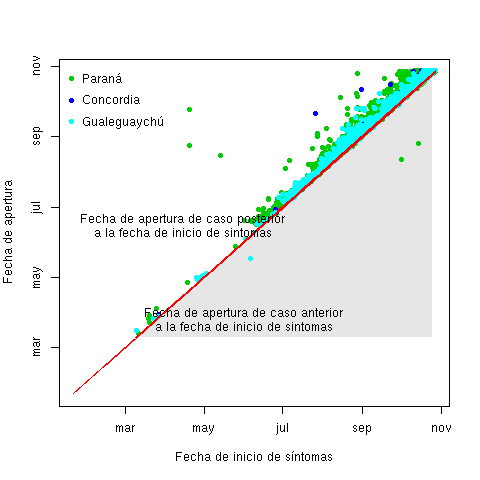 Paraná
Concordia
Gualeguaychú
Fecha de apertura de caso posterior
a la fecha de inicio de sintomas
Fecha de apertura de caso anterior
a la fecha de inicio de sintomas
Fecha de apertura
mar
may
jul
sep
nov
mar
may
jul
sep
nov
Fecha de inicio de síntomas